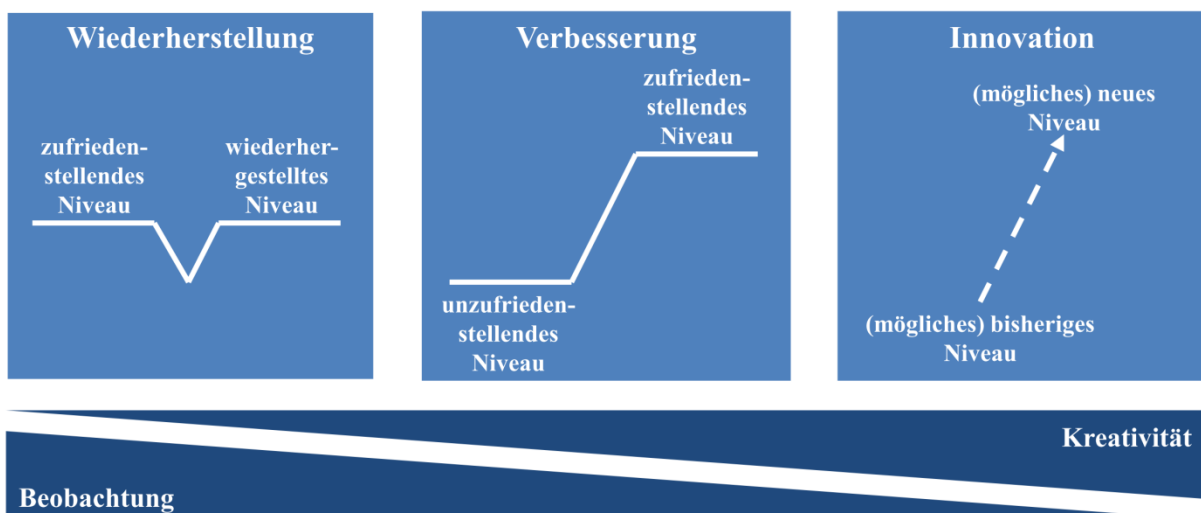 Wiederherstellung
zufrieden-
stellendes
Niveau
wiederher-
gestelltes
Niveau
Verbesserung
zufrieden-
stellendes
Niveau
unzufrieden-
stellendes
Niveau
Innovation
(mögliches) neues
Niveau
(mögliches) bisheriges
Niveau
Kreativität
Beobachtung